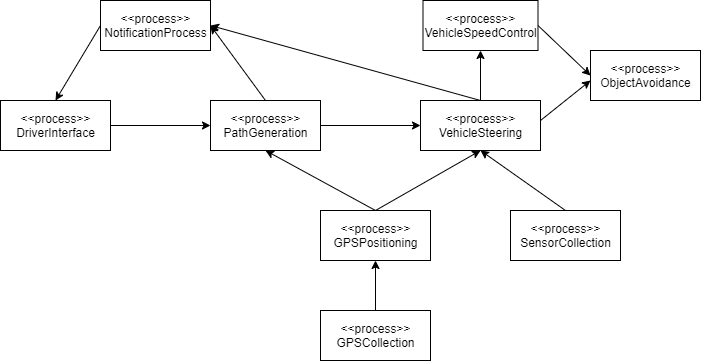 <<process>>
NotificationProcess
<<process>>
VehicleSpeedControl
<<process>>
ObjectAvoidance
<<process>>
DriverInterface
<<process>>
PathGeneration
<<process>>
VehicleSteering
<<process>>
GPSPositioning
<<process>>
SensorCollection
<<process>>
GPSCollection